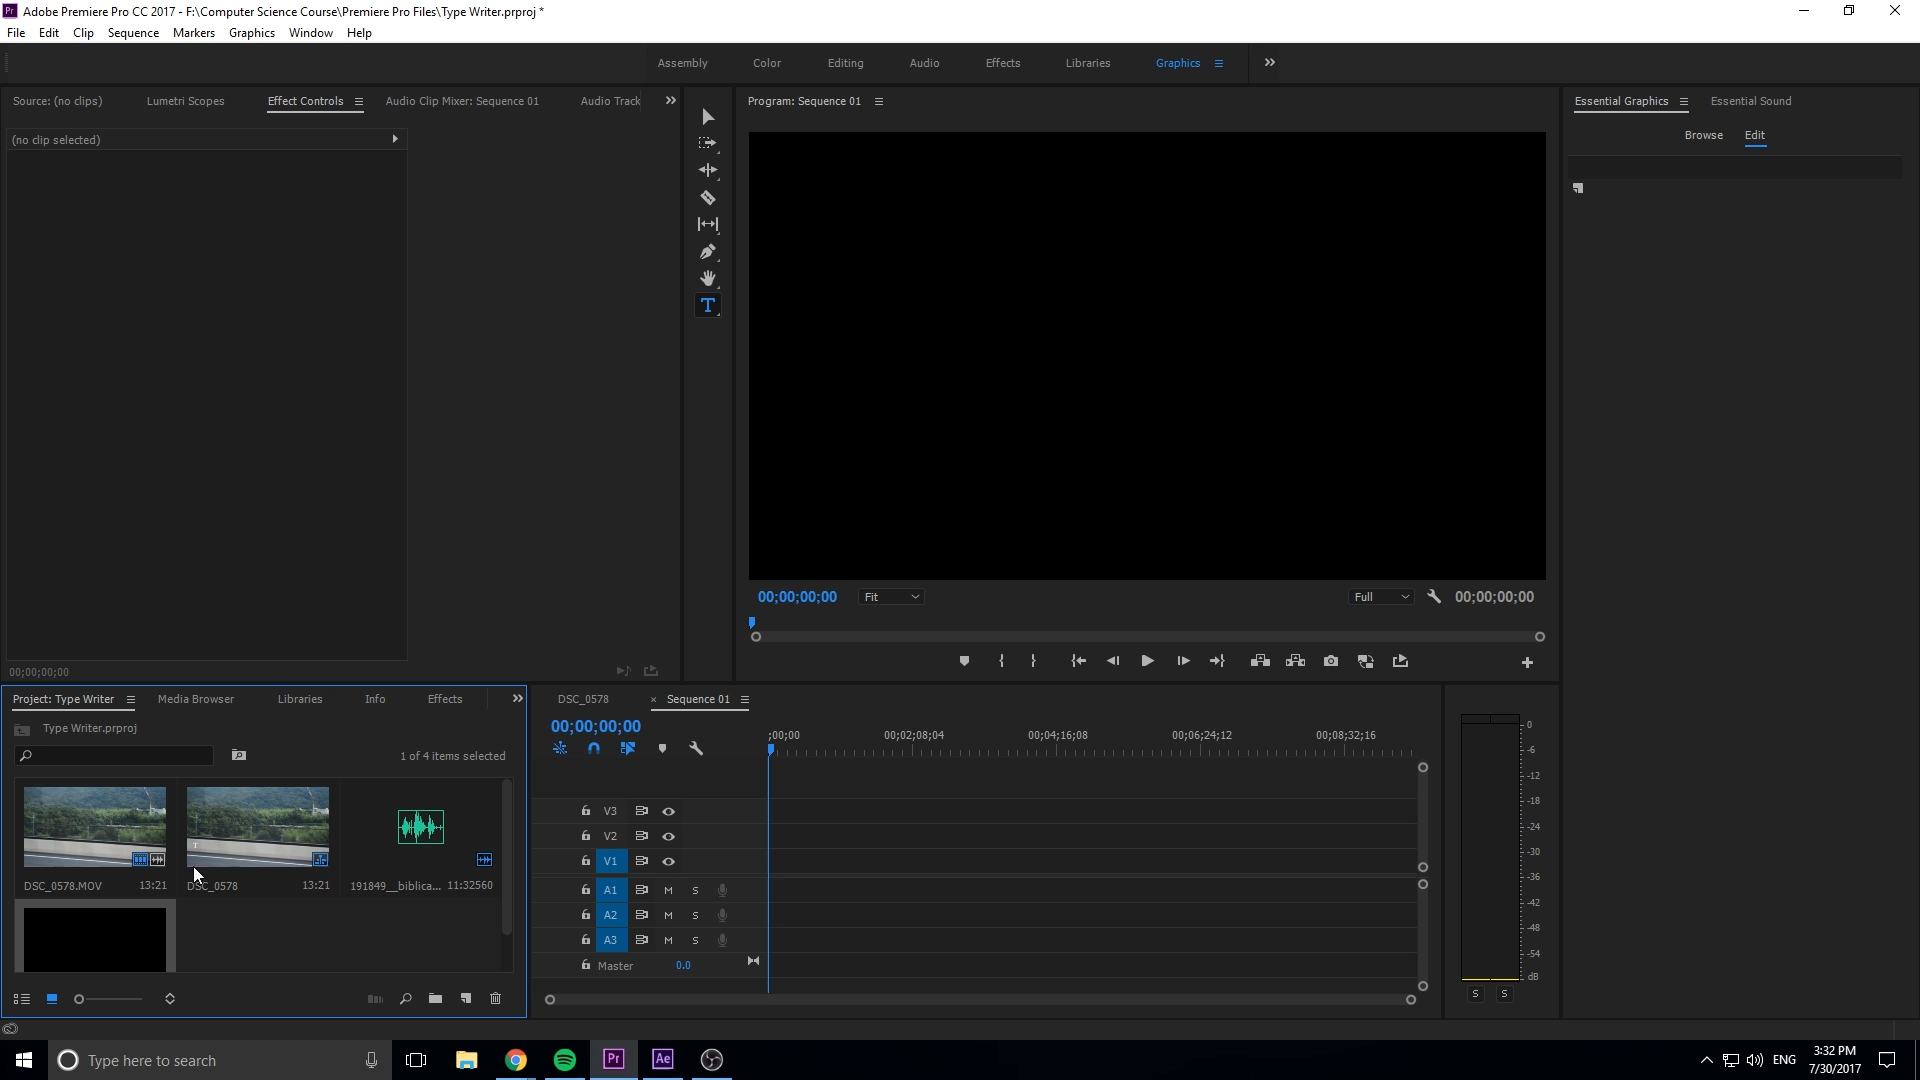 Adobe Premiere Pro CC 2017 - F:\Computer Science Course\Premiere Pro Files\Type Writer.prproj *
File Edit Clip Sequence Markers Graphics Window Help
Assembly Color Editing Audio Effects Libraries Graphics
Source: (no clips) Lumetri Scopes Effect Controls Audio Clip Mixer: Sequence 01 Audio Track
Program: Sequence 01
Essential Graphics Essential Sound
Browse Edit
(no clip selected)
00;00;00;00 Fit Full 00;00;00;00
00;00;00;00
Project: Type Writer Media Browser Libraries Info Effects
Type Writer.prproj
1 of 4 items selected
DSC_0578.MOV 13:21
DSC_0578 13:21
191849__biblica... 11:32560
DSC_0578 × Sequence 01
00;00;00;00
;00;00 00;02;08;04 00;04;16;08 00;06;24;12 00;08;32;16
V3
V2
V1
A1 M S
A2 M S
A3 M S
Master 0.0
0
-6
-12
-18
-24
-30
-36
-42
-48
-54
dB
S S
Type here to search
Pr Ae
ENG
3:32 PM
7/30/2017